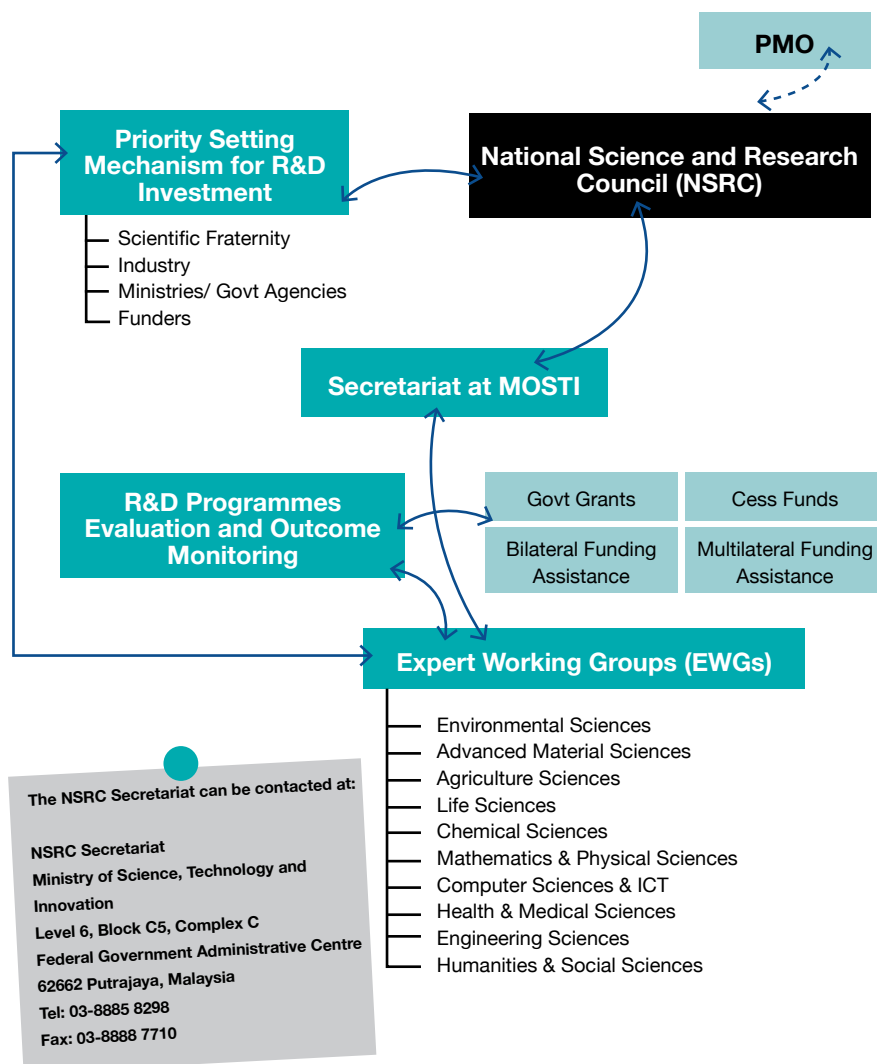 PMO
Priority Setting
Mechanism for R&D
Investment
National Science and Research
Council (NSRC)
Scientific Fraternity
Industry
Ministries/ Govt Agencies
Funders
Secretariat at MOSTI
R&D Programmes
Evaluation and Outcome
Monitoring
Govt Grants
Cess Funds
Bilateral Funding
Assistance
Multilateral Funding
Assistance
Expert Working Groups (EWGs)
Environmental Sciences
Advanced Material Sciences
Agriculture Sciences
Life Sciences
Chemical Sciences
Mathematics & Physical Sciences
Computer Sciences & ICT
Health & Medical Sciences
Engineering Sciences
Humanities & Social Sciences
The NSRC Secretariat can be contacted at:
NSRC Secretariat
Ministry of Science, Technology and
Innovation
Level 6, Block C5, Complex C
Federal Government Administrative Centre
62662 Putrajaya, Malaysia
Tel: 03-8885 8298
Fax: 03-8888 7710